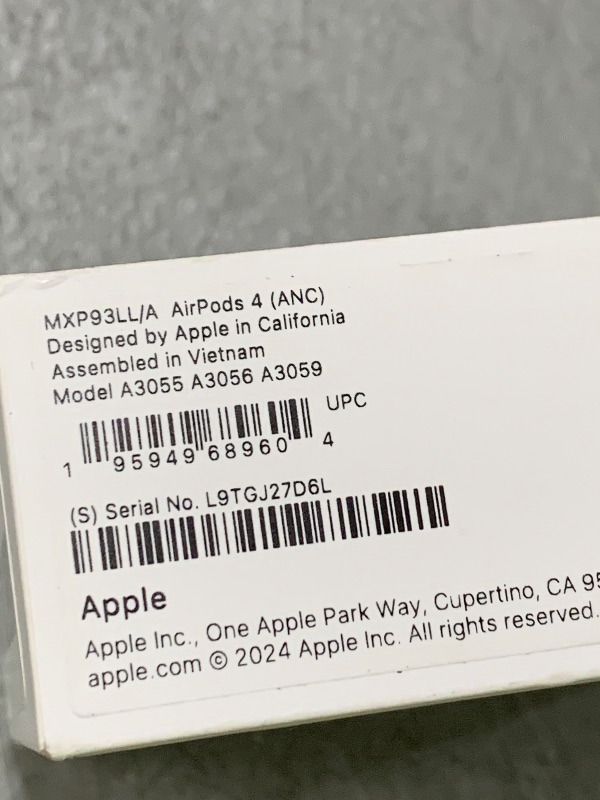 MXP93LL/A AirPods 4 (ANC)
Designed by Apple in California
Assembled in Vietnam
Model A3055 A3056 A3059
UPC
1 95949 68960 4
(S) Serial No. L9TGJ27D6L
Apple
Apple Inc., One Apple Park Way, Cupertino, CA 95
apple.com © 2024 Apple Inc. All rights reserved.